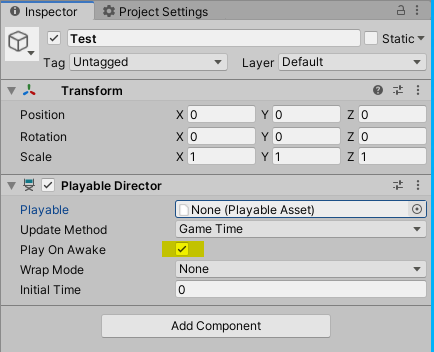 Inspector Project Settings
Test Static
Tag Untagged Layer Default
Transform
Position X 0 Y 0 Z 0
Rotation X 0 Y 0 Z 0
Scale X 1 Y 1 Z 1
Playable Director
Playable None (Playable Asset)
Update Method Game Time
Play On Awake
Wrap Mode None
Initial Time 0
Add Component